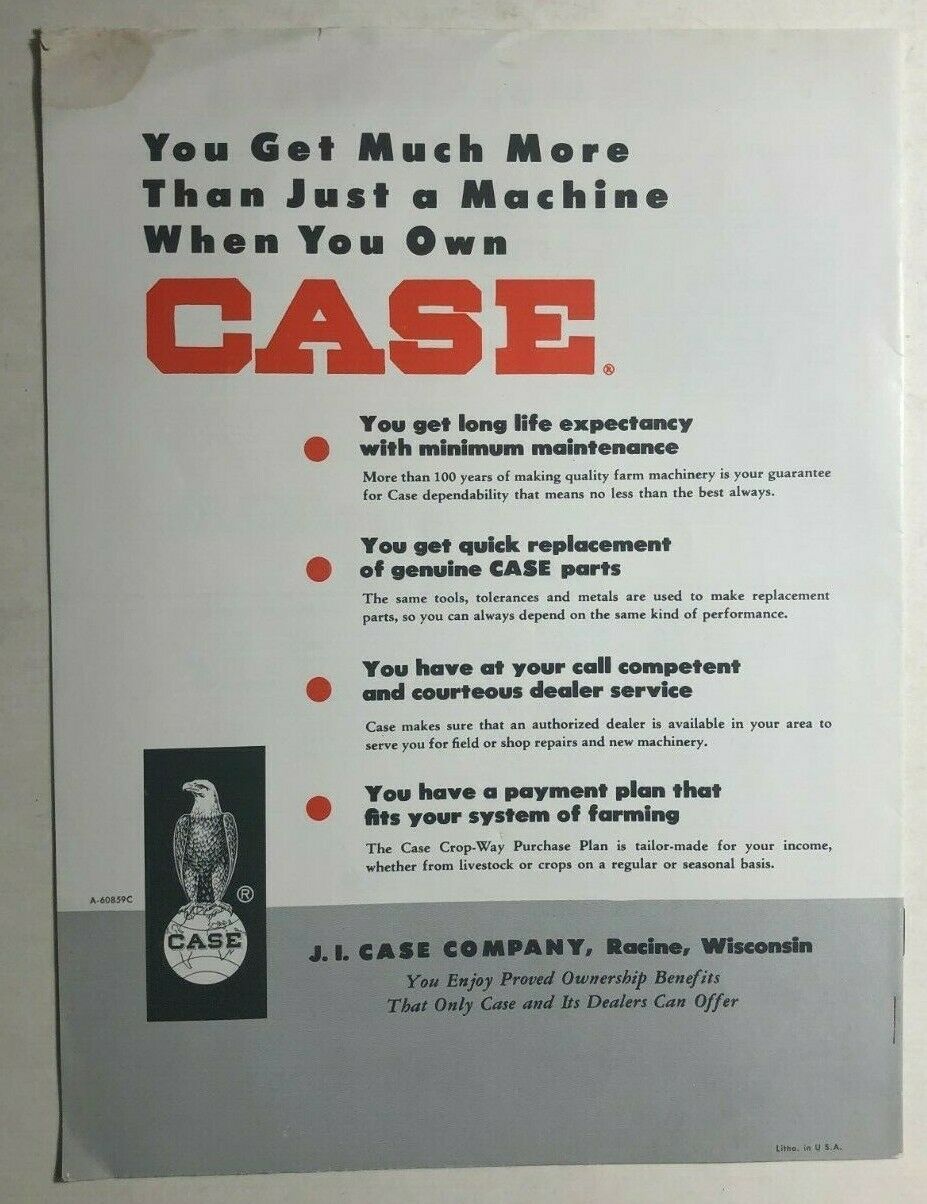 You Get Much More
Than Just a Machine
When You Own
CASE®
You get long life expectancy
with minimum maintenance
More than 100 years of making quality farm machinery is your guarantee
for Case dependability that means no less than the best always.
You get quick replacement
of genuine CASE parts
The same tools, tolerances and metals are used to make replacement
parts, so you can always depend on the same kind of performance.
You have at your call competent
and courteous dealer service
Case makes sure that an authorized dealer is available in your area to
serve you for field or shop repairs and new machinery.
You have a payment plan that
fits your system of farming
The Case Crop-Way Purchase Plan is tailor-made for your income,
whether from livestock or crops on a regular or seasonal basis.
A-60859C
®
CASE
J. I. CASE COMPANY, Racine, Wisconsin
You Enjoy Proved Ownership Benefits
That Only Case and Its Dealers Can Offer
Litho. in U S.A.